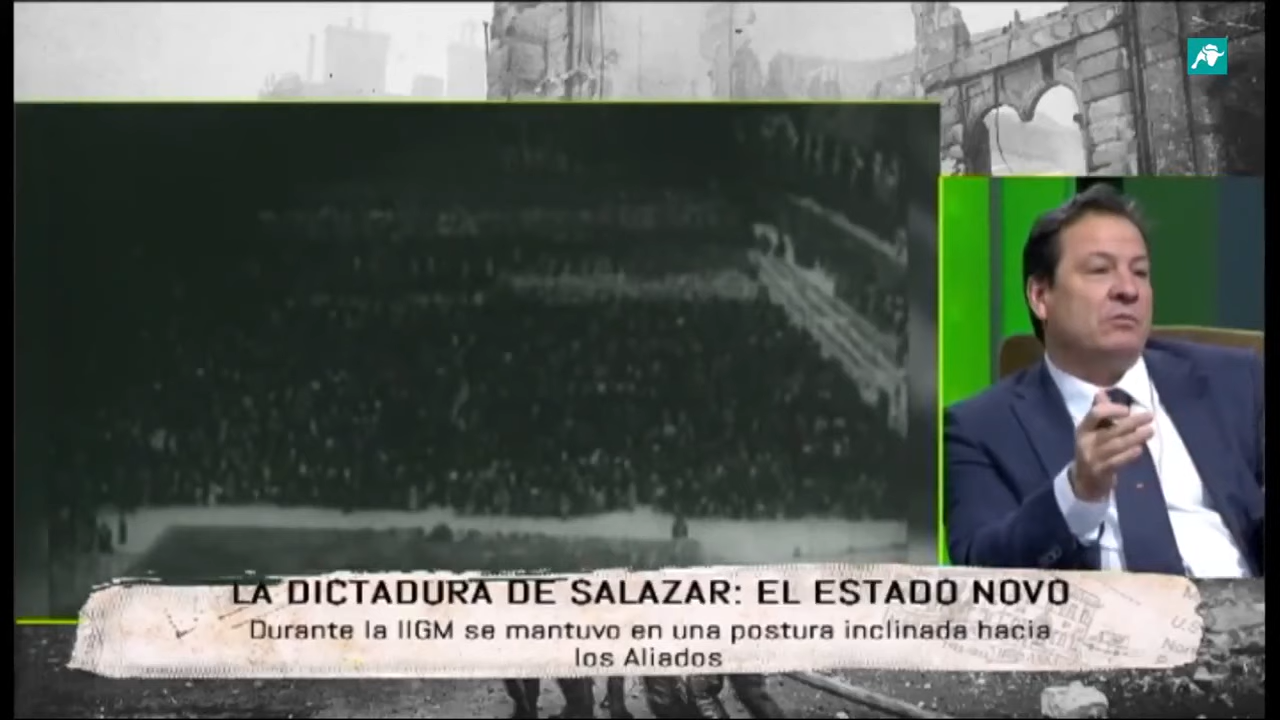 LA DICTADURA DE SALAZAR: EL ESTADO NOVO
Durante la IIGM se mantuvo en una postura inclinada hacia
los Aliados